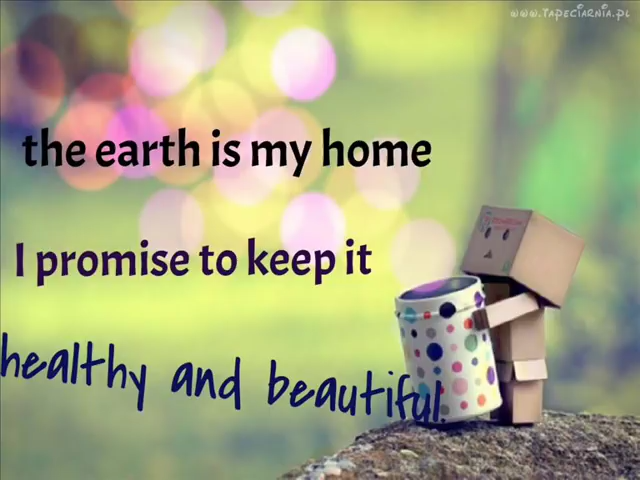 WWW.TAPECIARNIA.PL
the earth is my home
I promise to keep it
healthy and beautiful.